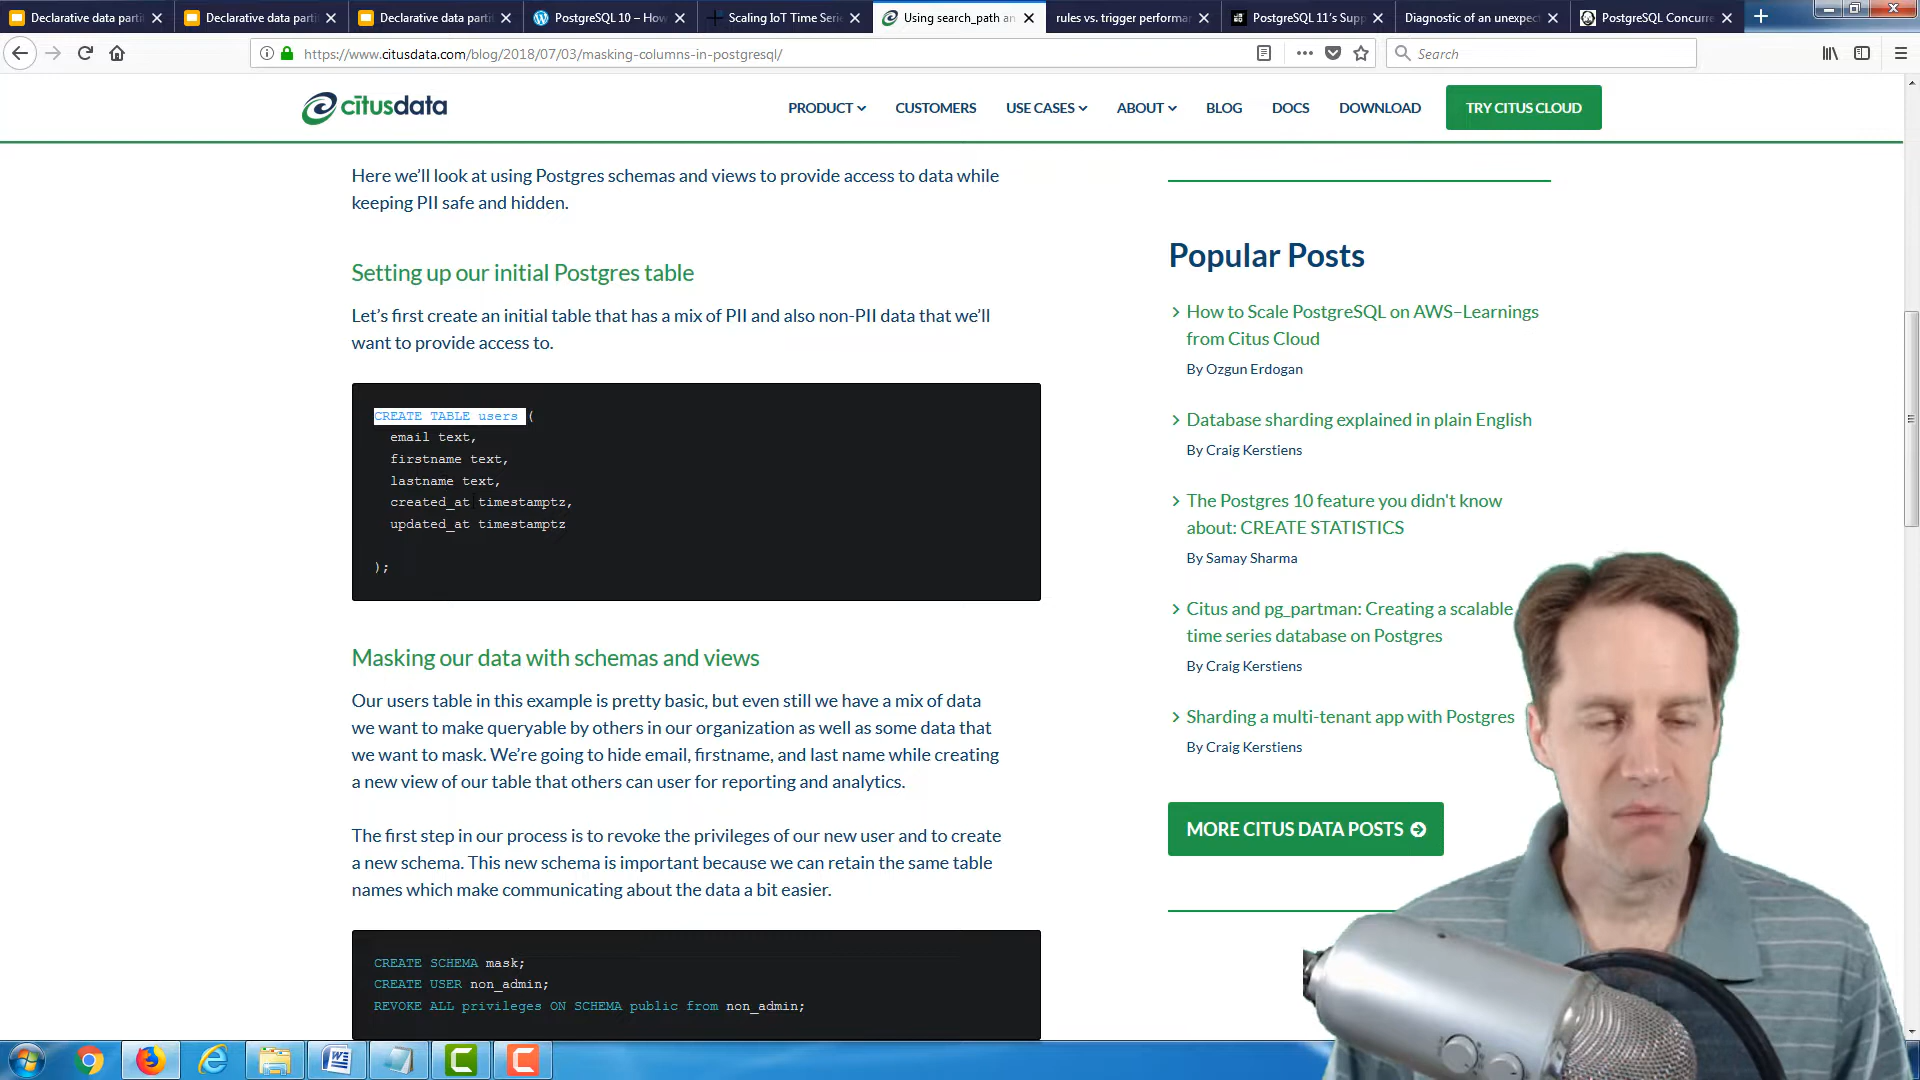 Declarative data parti
Declarative data partit
Declarative data partit
PostgreSQL 10 – How
Scaling IoT Time Seri
Using search_path an
rules vs. trigger performan
PostgreSQL 11's Supp
Diagnostic of an unexpect
PostgreSQL Concurre
https://www.citusdata.com/blog/2018/07/03/masking-columns-in-postgresql/
Search
citusdata
PRODUCT
CUSTOMERS
USE CASES
ABOUT
BLOG
DOCS
DOWNLOAD
TRY CITUS CLOUD
Here we'll look at using Postgres schemas and views to provide access to data while
keeping PII safe and hidden.
Setting up our initial Postgres table
Let's first create an initial table that has a mix of PII and also non-PII data that we'll
want to provide access to.
CREATE TABLE users (
email text,
firstname text,
lastname text,
created_at timestamptz,
updated_at timestamptz
);
Masking our data with schemas and views
Our users table in this example is pretty basic, but even still we have a mix of data
we want to make queryable by others in our organization as well as some data that
we want to mask. We're going to hide email, firstname, and last name while creating
a new view of our table that others can user for reporting and analytics.
The first step in our process is to revoke the privileges of our new user and to create
a new schema. This new schema is important because we can retain the same table
names which make communicating about the data a bit easier.
CREATE SCHEMA mask;
CREATE USER non_admin;
REVOKE ALL privileges ON SCHEMA public from non_admin;
Popular Posts
How to Scale PostgreSQL on AWS–Learnings
from Citus Cloud
By Ozgun Erdogan
Database sharding explained in plain English
By Craig Kerstiens
The Postgres 10 feature you didn't know
about: CREATE STATISTICS
By Samay Sharma
Citus and pg_partman: Creating a scalable
time series database on Postgres
By Craig Kerstiens
Sharding a multi-tenant app with Postgres
By Craig Kerstiens
MORE CITUS DATA POSTS